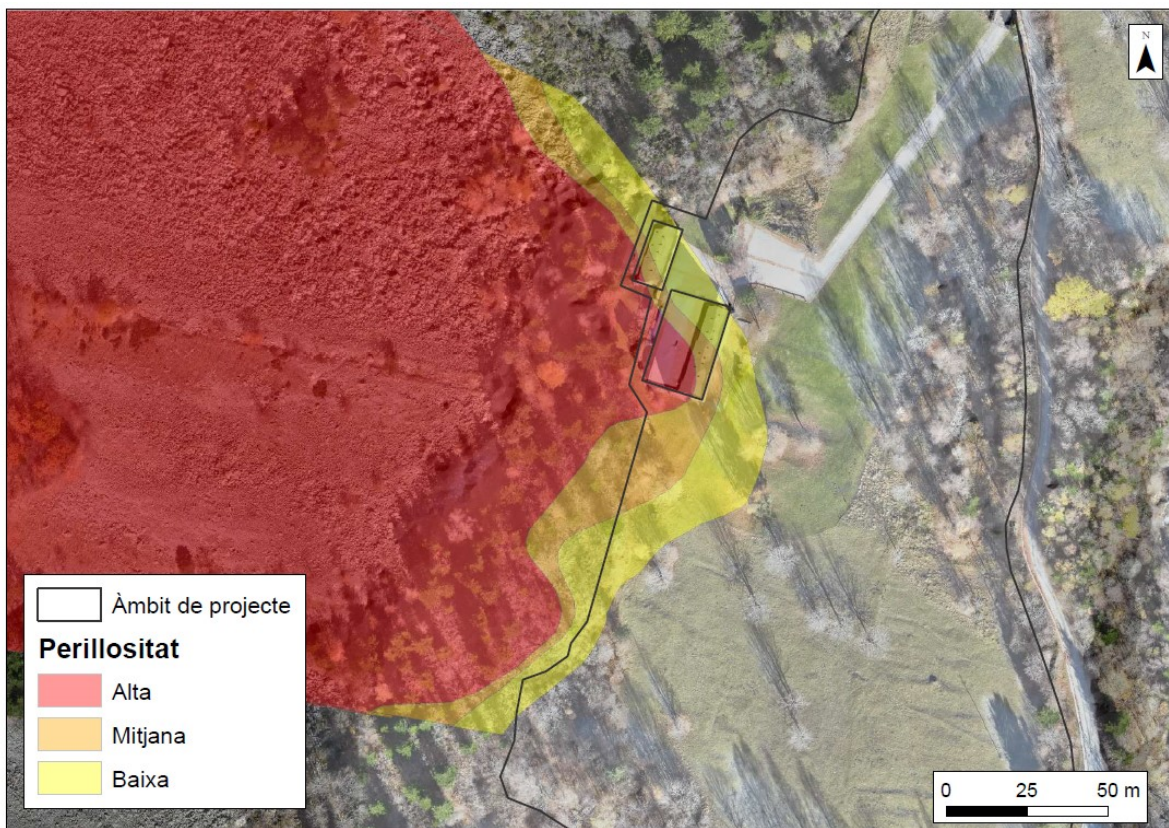 N
Àmbit de projecte
Perillositat
Alta
Mitjana
Baixa
0 25 50 m